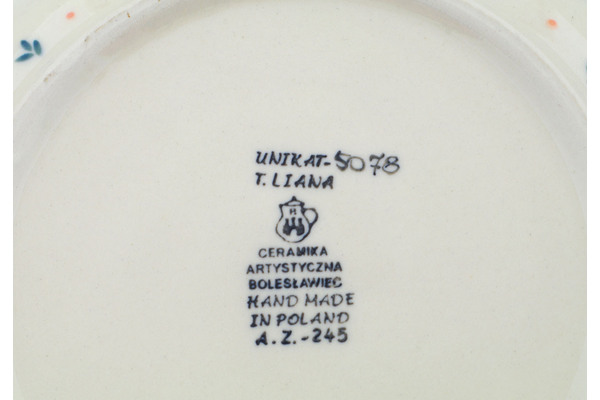 UNIKAT-5078
T. LIANA
CERAMIKA
ARTYSTYCZNA
BOLESŁAWIEC
HAND MADE
IN POLAND
A.Z.-245